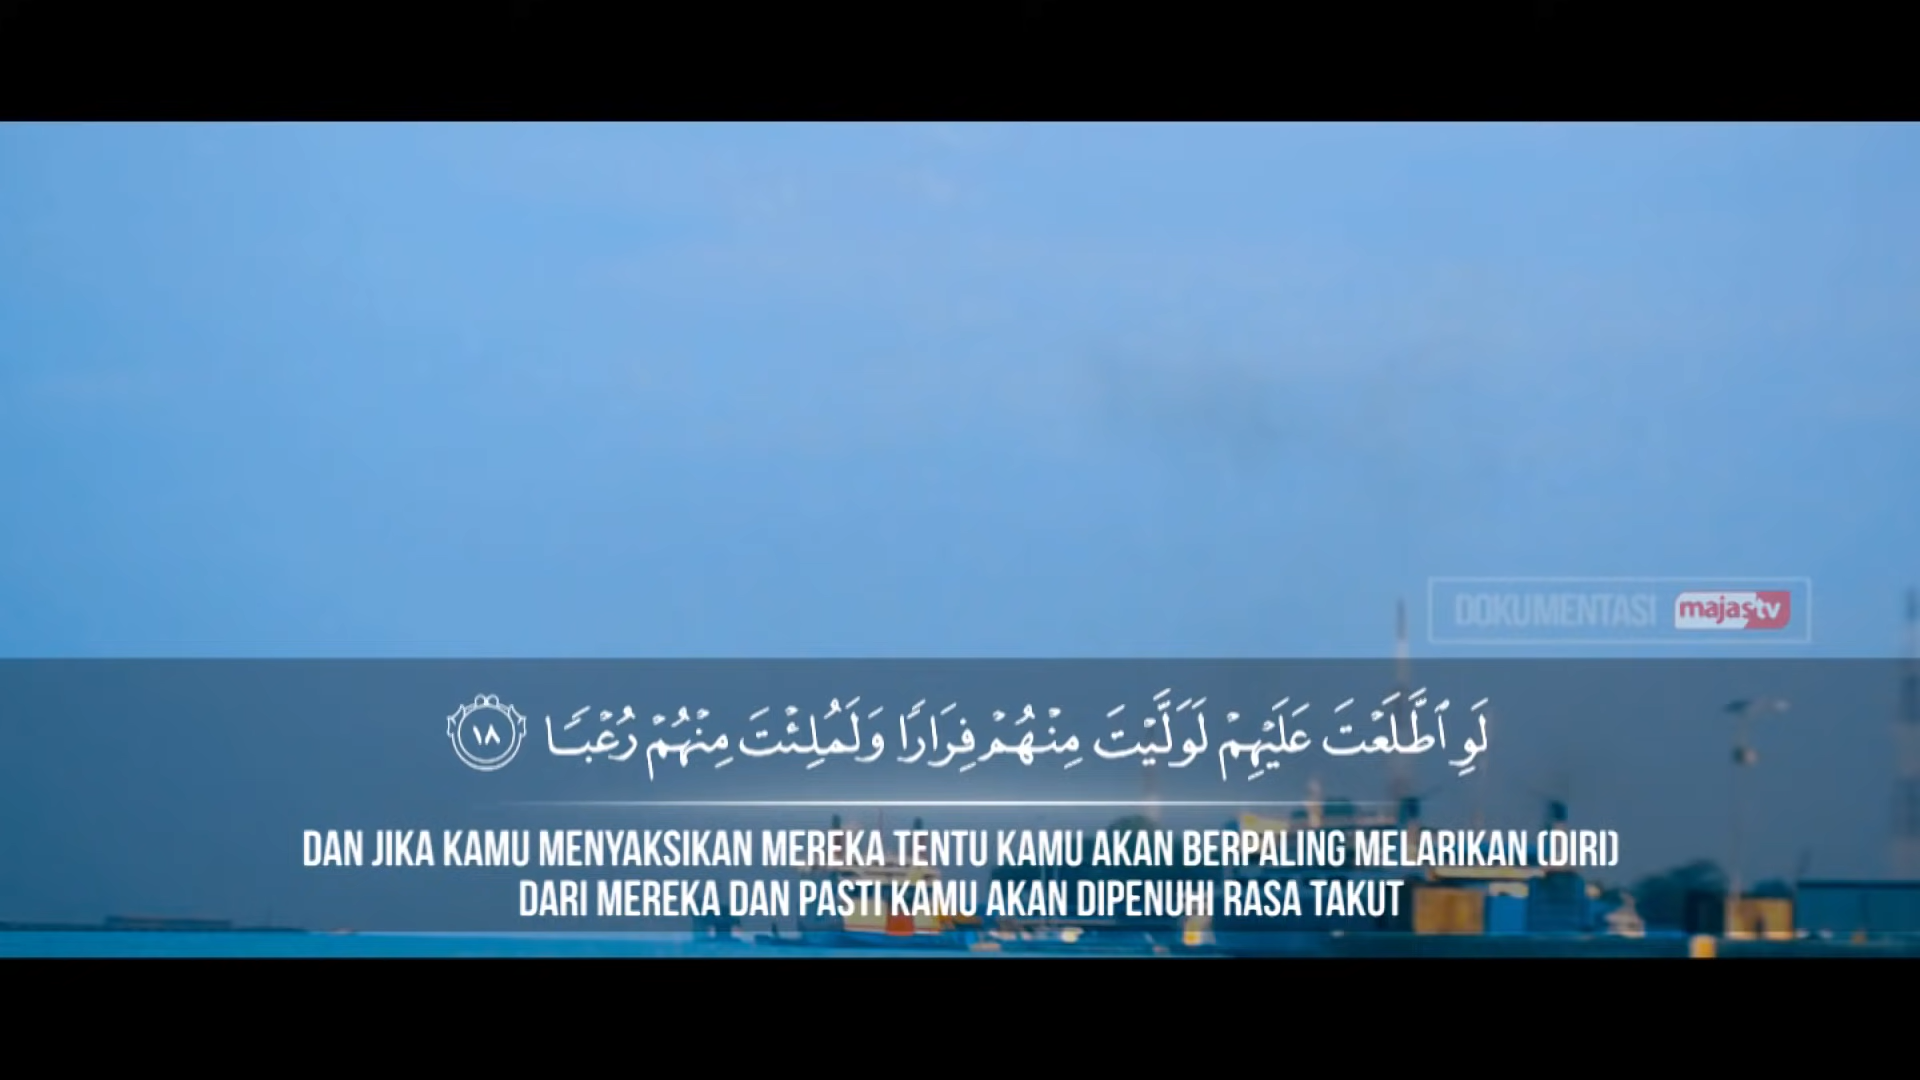 DOKUMENTASI majastv
لَوِ ٱطَّلَعْتَ عَلَيْهِمْ لَوَلَّيْتَ مِنْهُمْ فِرَارًا وَلَمُلِئْتَ مِنْهُمْ رُعْبًا ١٨
DAN JIKA KAMU MENYAKSIKAN MEREKA TENTU KAMU AKAN BERPALING MELARIKAN (DIRI)
DARI MEREKA DAN PASTI KAMU AKAN DIPENUHI RASA TAKUT